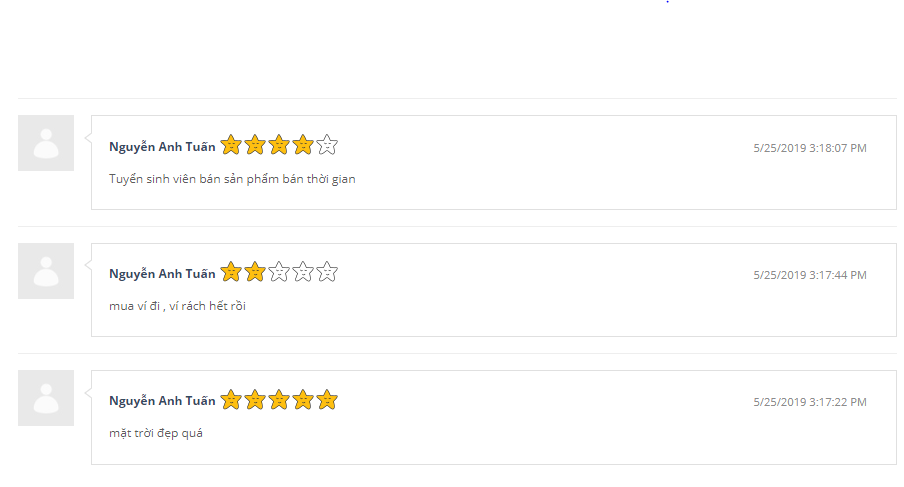 Nguyễn Anh Tuấn 5/25/2019 3:18:07 PM
Tuyển sinh viên bán sản phẩm bán thời gian
Nguyễn Anh Tuấn 5/25/2019 3:17:44 PM
mua ví đi , ví rách hết rồi
Nguyễn Anh Tuấn 5/25/2019 3:17:22 PM
mặt trời đẹp quá